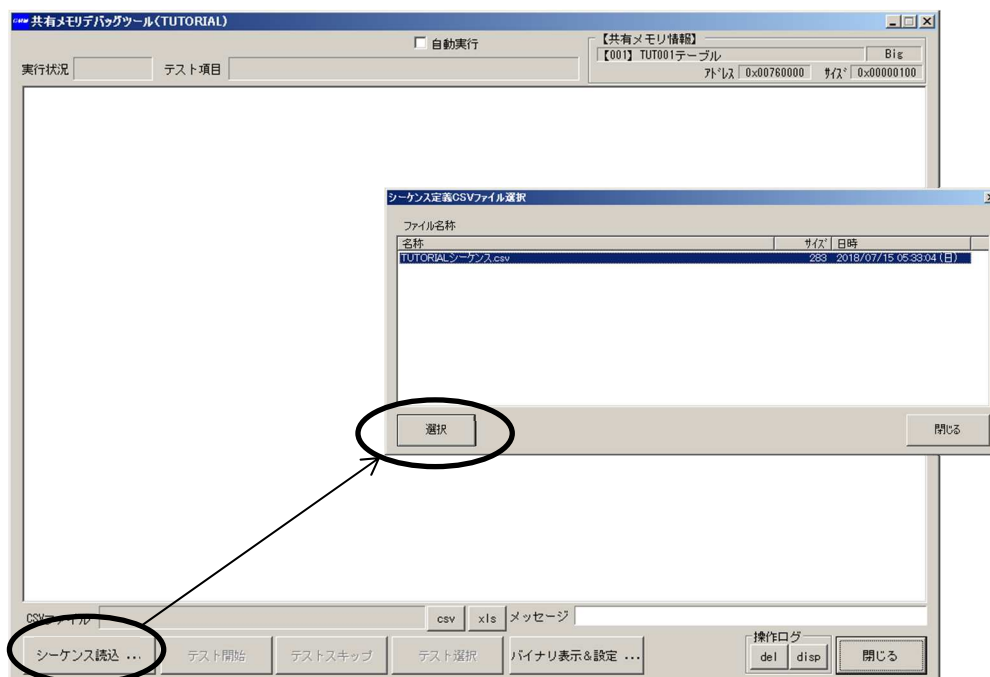 共有メモリデバッグツール(TUTORIAL)
自動実行
【共有メモリ情報】
【001】TUT001テーブル Big
実行状況 テスト項目
アドレス 0x00760000 サイズ 0x00000100
シーケンス定義CSVファイル選択
ファイル名称
名称 サイズ 日時
TUTORIALシーケンス.csv 283 2018/07/15 05:33:04 (日)
選択 閉じる
CSVファイル csv xls メッセージ
操作ログ
シーケンス読込 ... テスト開始 テストスキップ テスト選択 バイナリ表示&設定 ... del disp 閉じる